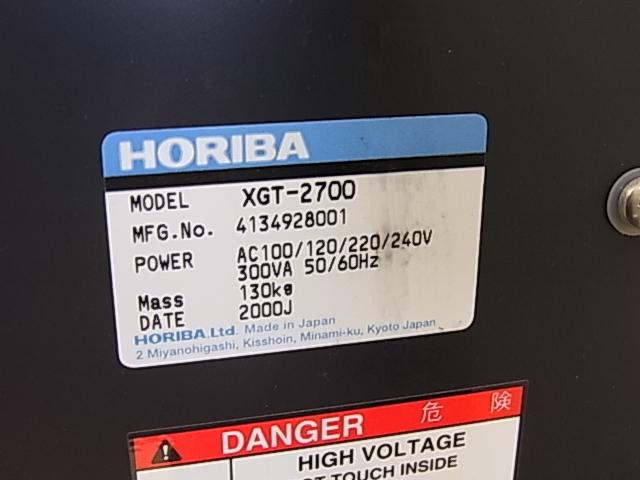 HORIBA
MODEL XGT-2700
MFG.No. 4134928001
POWER AC100/120/220/240V
300VA 50/60Hz
Mass 130kg
DATE 2000J
HORIBA.Ltd. Made in Japan
2 Miyanohigashi, Kisshoin, Minami-ku, Kyoto Japan
DANGER 危険
HIGH VOLTAGE
TOUCH INSIDE